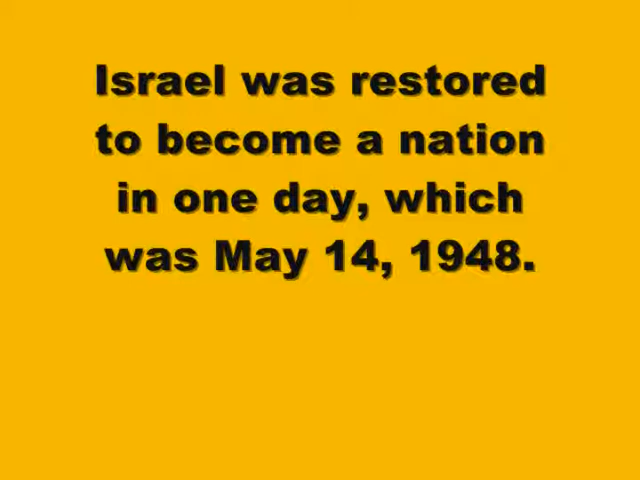 Israel was restored
to become a nation
in one day, which
was May 14, 1948.